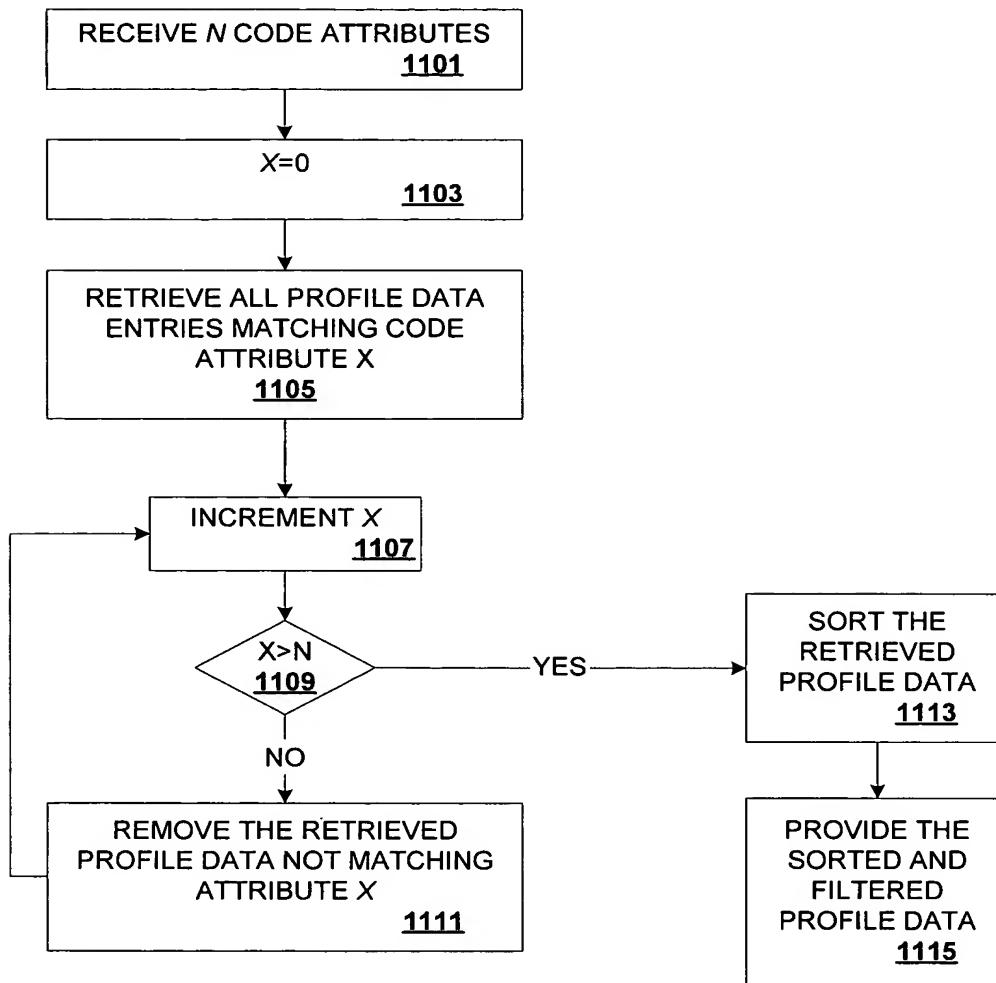 RECEIVE N CODE ATTRIBUTES
1101
X=0
1103
RETRIEVE ALL PROFILE DATA
ENTRIES MATCHING CODE
ATTRIBUTE X
1105
INCREMENT X
1107
X>N
1109
YES
NO
REMOVE THE RETRIEVED
PROFILE DATA NOT MATCHING
ATTRIBUTE X
1111
SORT THE
RETRIEVED
PROFILE DATA
1113
PROVIDE THE
SORTED AND
FILTERED
PROFILE DATA
1115